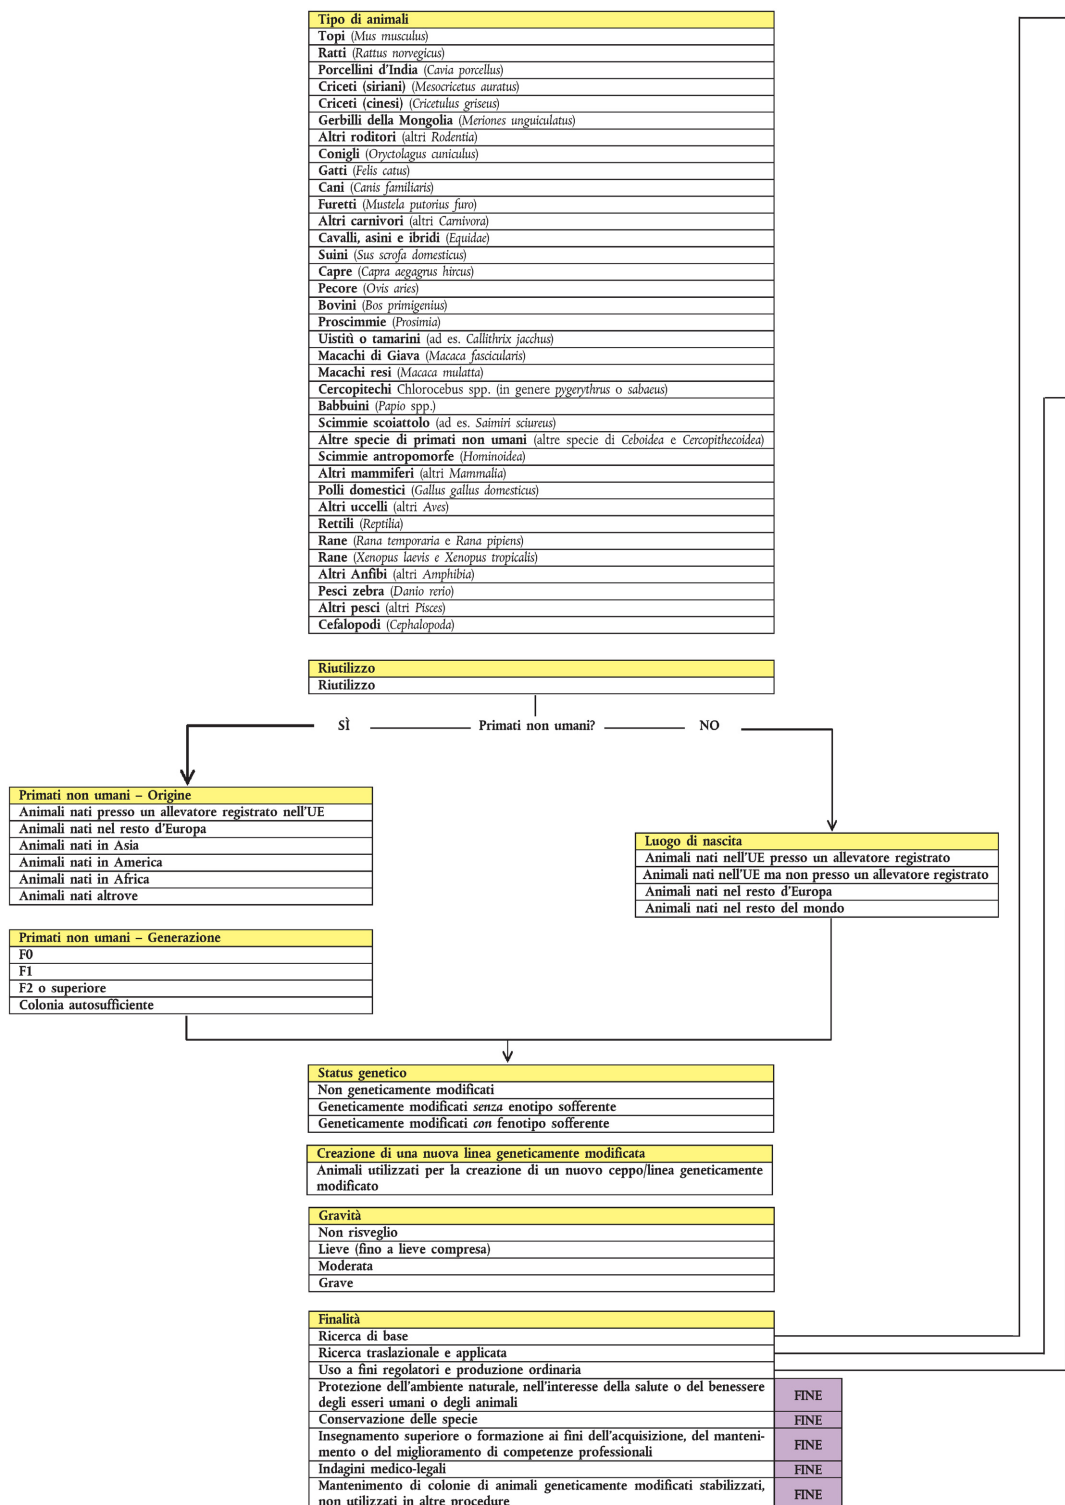 Tipo di animali
Topi (Mus musculus)
Ratti (Rattus norvegicus)
Porcellini d'India (Cavia porcellus)
Criceti (siriani) (Mesocricetus auratus)
Criceti (cinesi) (Cricetulus griseus)
Gerbilli della Mongolia (Meriones unguiculatus)
Altri roditori (altri Rodentia)
Conigli (Oryctolagus cuniculus)
Gatti (Felis catus)
Cani (Canis familiaris)
Furetti (Mustela putorius furo)
Altri carnivori (altri Carnivora)
Cavalli, asini e ibridi (Equidae)
Suini (Sus scrofa domesticus)
Capre (Capra aegagrus hircus)
Pecore (Ovis aries)
Bovini (Bos primigenius)
Proscimmie (Prosimia)
Uistitì o tamarini (ad es. Callithrix jacchus)
Macachi di Giava (Macaca fascicularis)
Macachi resi (Macaca mulatta)
Cercopitechi Chlorocebus spp. (in genere pygerythrus o sabaeus)
Babbuini (Papio spp.)
Scimmie scoiattolo (ad es. Saimiri sciureus)
Altre specie di primati non umani (altre specie di Ceboidea e Cercopithecoidea)
Scimmie antropomorfe (Hominoidea)
Altri mammiferi (altri Mammalia)
Polli domestici (Gallus gallus domesticus)
Altri uccelli (altri Aves)
Rettili (Reptilia)
Rane (Rana temporaria e Rana pipiens)
Rane (Xenopus laevis e Xenopus tropicalis)
Altri Anfibi (altri Amphibia)
Pesci zebra (Danio rerio)
Altri pesci (altri Pisces)
Cefalopodi (Cephalopoda)
Riutilizzo
Riutilizzo
SÌ Primati non umani? NO
Primati non umani – Origine
Animali nati presso un allevatore registrato nell'UE
Animali nati nel resto d'Europa
Animali nati in Asia
Animali nati in America
Animali nati in Africa
Animali nati altrove
Luogo di nascita
Animali nati nell'UE presso un allevatore registrato
Animali nati nell'UE ma non presso un allevatore registrato
Animali nati nel resto d'Europa
Animali nati nel resto del mondo
Primati non umani – Generazione
F0
F1
F2 o superiore
Colonia autosufficiente
Status genetico
Non geneticamente modificati
Geneticamente modificati senza enotipo sofferente
Geneticamente modificati con fenotipo sofferente
Creazione di una nuova linea geneticamente modificata
Animali utilizzati per la creazione di un nuovo ceppo/linea geneticamente
modificato
Gravità
Non risveglio
Lieve (fino a lieve compresa)
Moderata
Grave
Finalità
Ricerca di base
Ricerca traslazionale e applicata
Uso a fini regolatori e produzione ordinaria
Protezione dell'ambiente naturale, nell'interesse della salute o del benessere
degli esseri umani o degli animali
FINE
Conservazione delle specie FINE
Insegnamento superiore o formazione ai fini dell'acquisizione, del manteni-
mento o del miglioramento di competenze professionali
FINE
Indagini medico-legali FINE
Mantenimento di colonie di animali geneticamente modificati stabilizzati,
non utilizzati in altre procedure
FINE